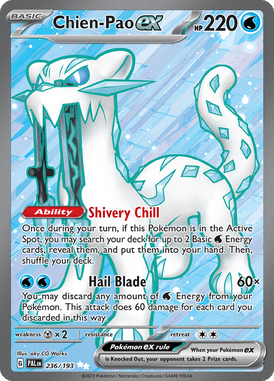 BASIC
Chien-Pao ex HP 220
Ability Shivery Chill
Once during your turn, if this Pokémon is in the Active
Spot, you may search your deck for up to 2 Basic Energy
cards, reveal them, and put them into your hand. Then,
shuffle your deck.
Hail Blade 60×
You may discard any amount of Energy from your
Pokémon. This attack does 60 damage for each card you
discarded in this way.
weakness ×2 resistance retreat
Illus. aky CG Works
Pokémon ex rule
When your Pokémon ex
is Knocked Out, your opponent takes 2 Prize cards.
G PAL EN 236/193
©2023 Pokémon / Nintendo / Creatures / GAME FREAK